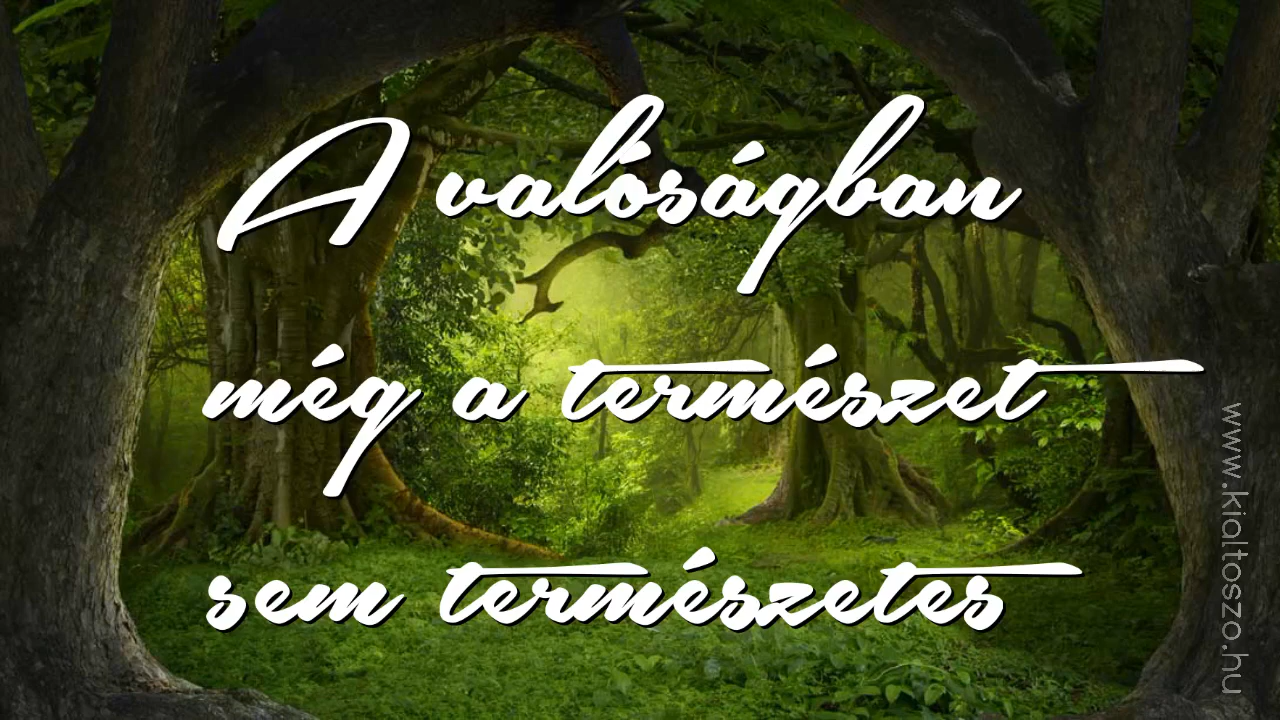 A valóságban
még a természet
sem természetes
www.kialtoszo.hu